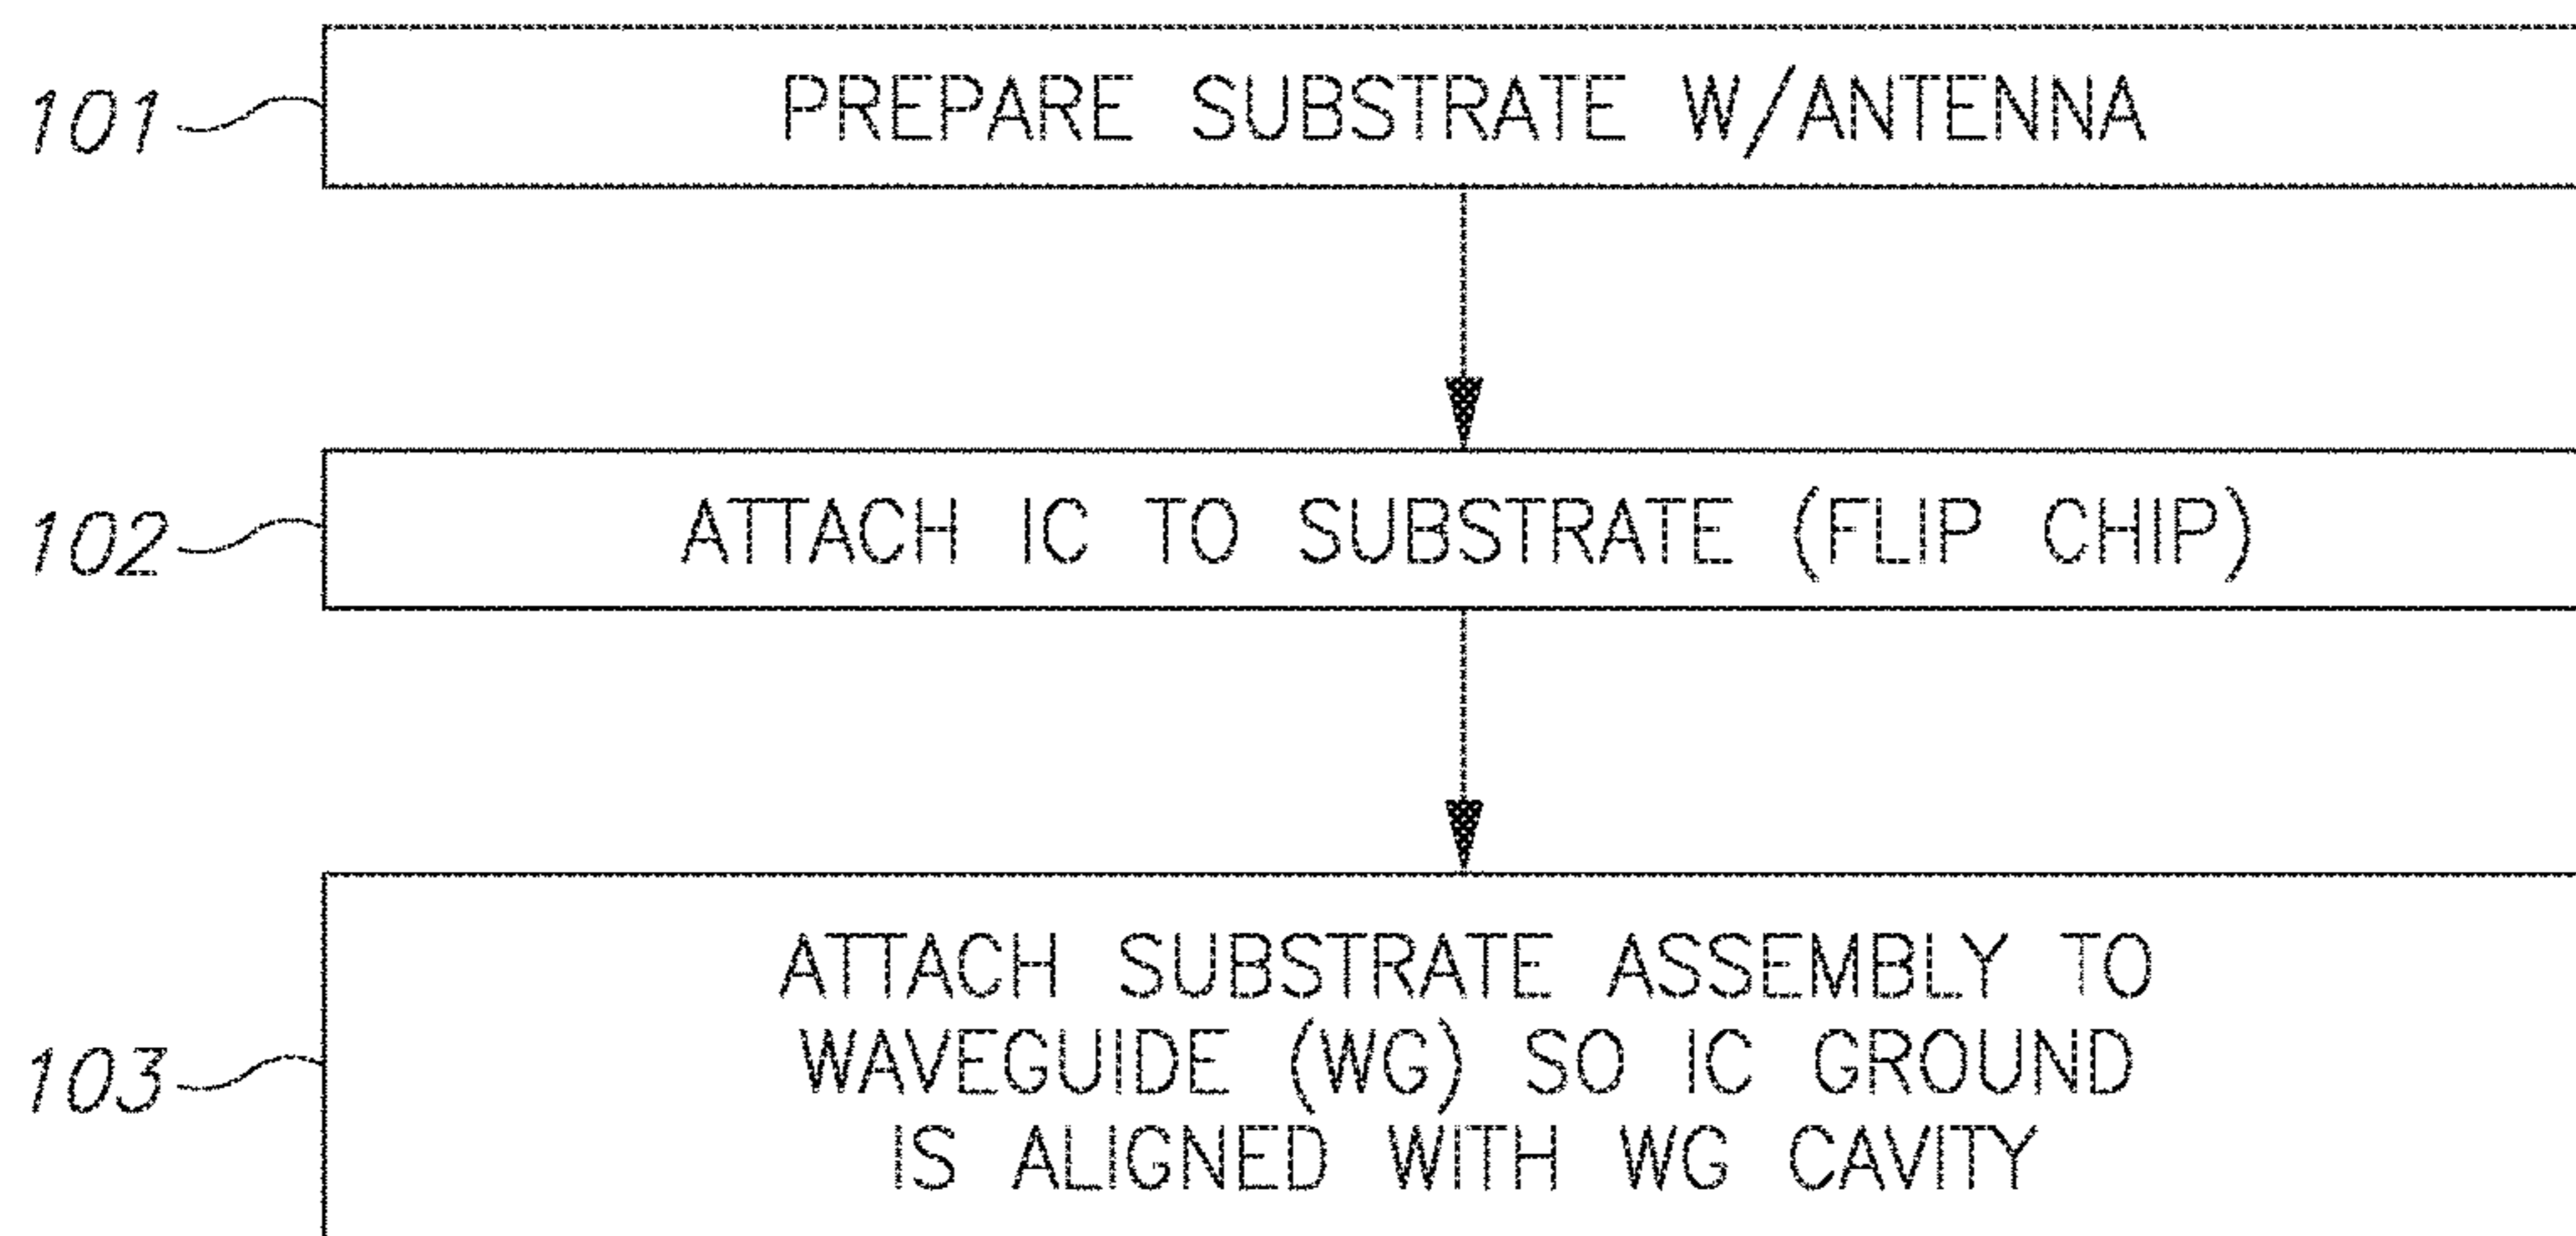 101
PREPARE SUBSTRATE W/ANTENNA
102
ATTACH IC TO SUBSTRATE (FLIP CHIP)
103
ATTACH SUBSTRATE ASSEMBLY TO
WAVEGUIDE (WG) SO IC GROUND
IS ALIGNED WITH WG CAVITY